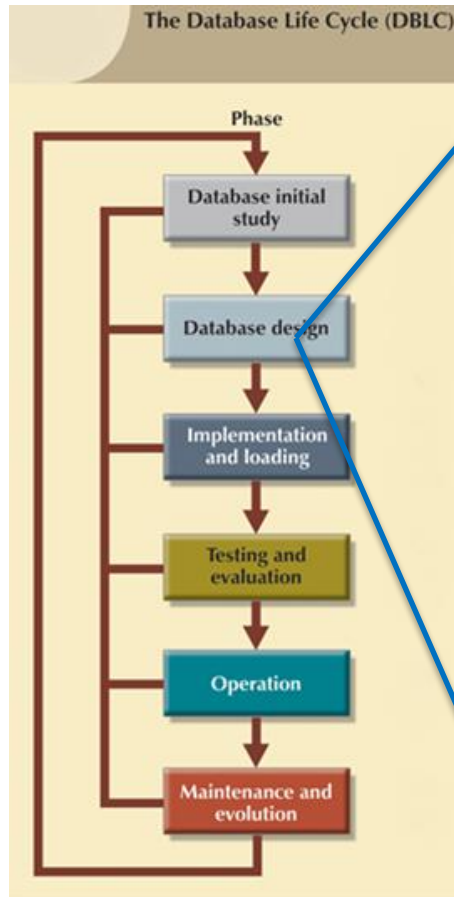 The Database Life Cycle (DBLC)
Phase
Database initial
study
Database design
Implementation
and loading
Testing and
evaluation
Operation
Maintenance and
evolution